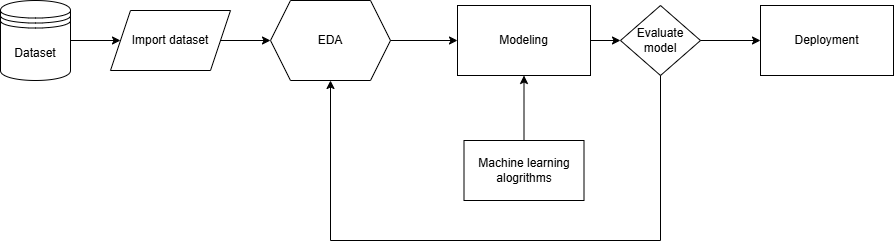 Dataset
Import dataset
EDA
Modeling
Evaluate
model
Deployment
Machine learning
alogrithms